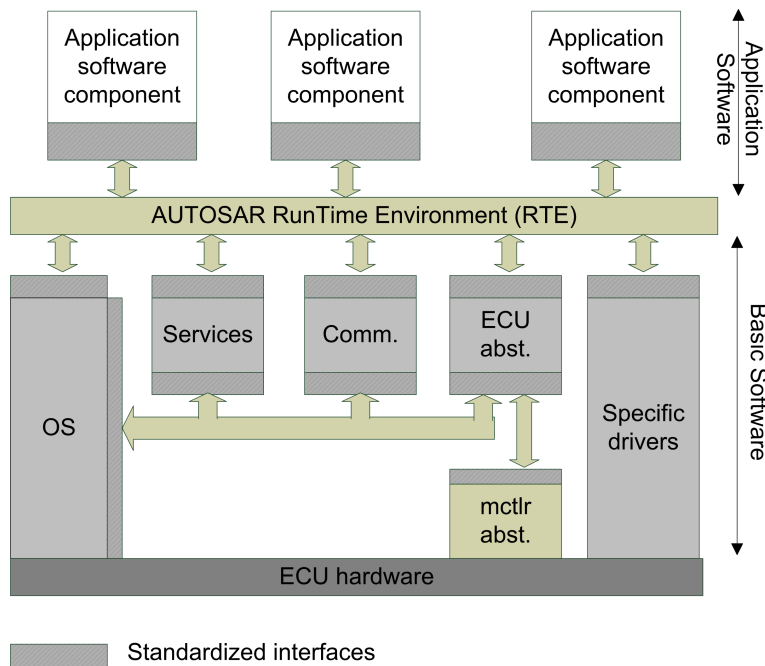 Application
software
component
Application
software
component
Application
software
component
Application
Software
AUTOSAR RunTime Environment (RTE)
OS
Services
Comm.
ECU
abst.
Specific
drivers
mctlr
abst.
Basic Software
ECU hardware
Standardized interfaces